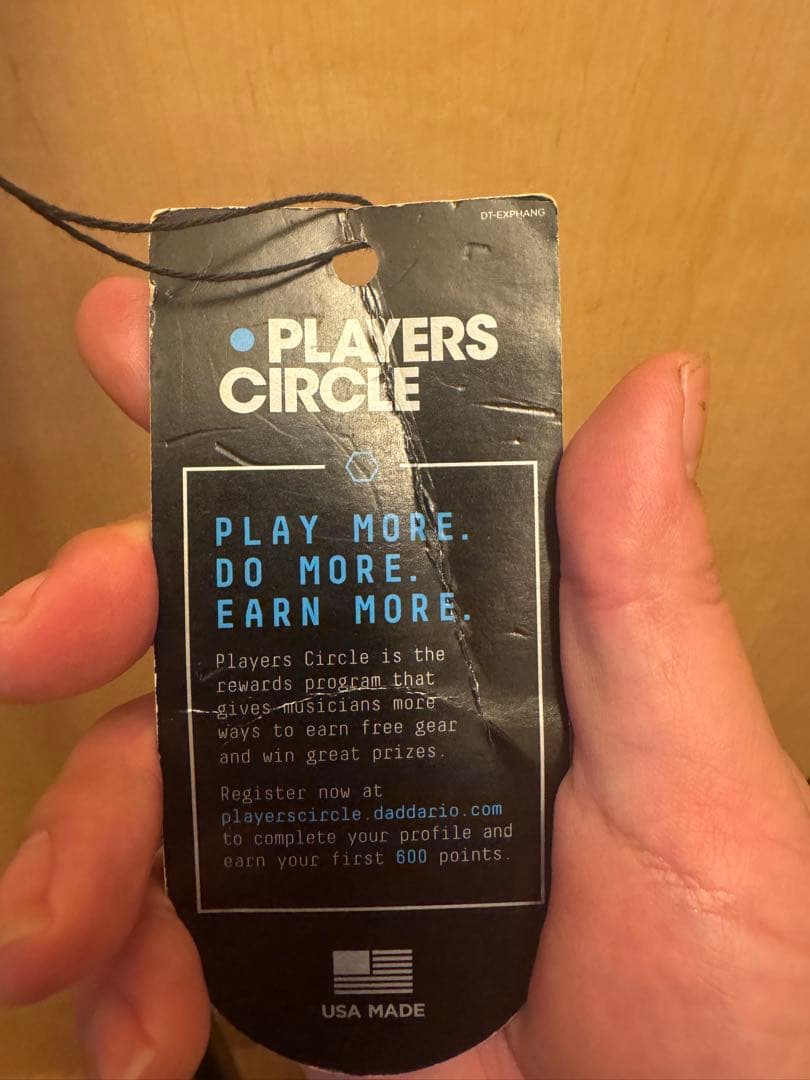 DT-EXPHANG
PLAYERS
CIRCLE
PLAY MORE.
DO MORE.
EARN MORE.
Players Circle is the
rewards program that
gives musicians more
ways to earn free gear
and win great prizes.
Register now at
playerscircle.daddario.com
to complete your profile and
earn your first 600 points.
USA MADE